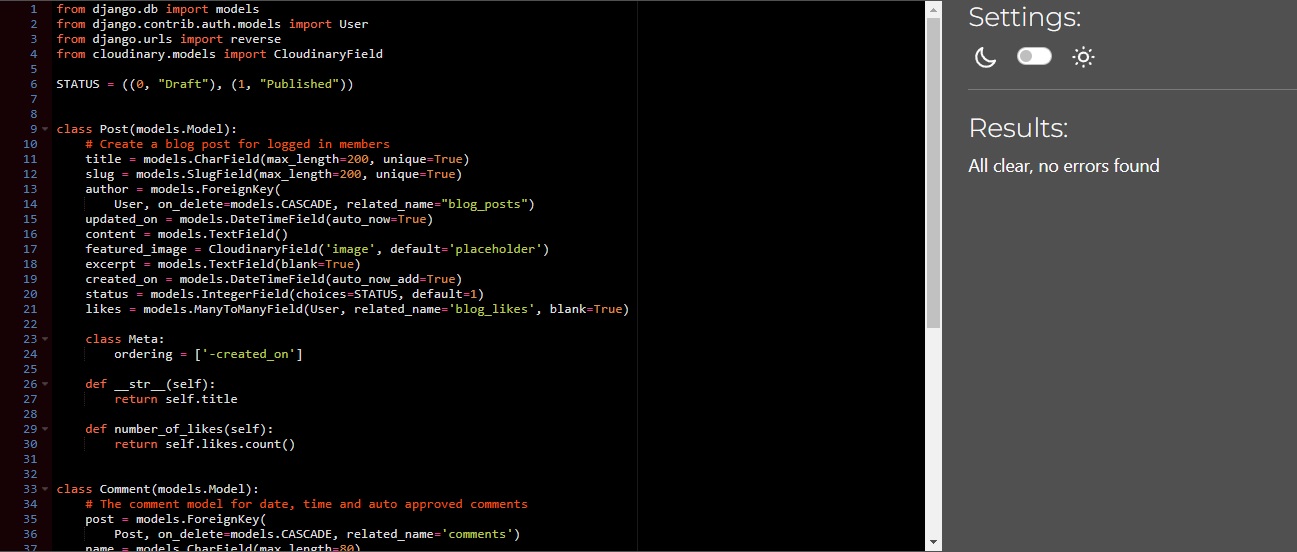 1 from django.db import models
2 from django.contrib.auth.models import User
3 from django.urls import reverse
4 from cloudinary.models import CloudinaryField
5
6 STATUS = ((0, "Draft"), (1, "Published"))
7
8
9 class Post(models.Model):
10     # Create a blog post for logged in members
11     title = models.CharField(max_length=200, unique=True)
12     slug = models.SlugField(max_length=200, unique=True)
13     author = models.ForeignKey(
14         User, on_delete=models.CASCADE, related_name="blog_posts")
15     updated_on = models.DateTimeField(auto_now=True)
16     content = models.TextField()
17     featured_image = CloudinaryField('image', default='placeholder')
18     excerpt = models.TextField(blank=True)
19     created_on = models.DateTimeField(auto_now_add=True)
20     status = models.IntegerField(choices=STATUS, default=1)
21     likes = models.ManyToManyField(User, related_name='blog_likes', blank=True)
22
23     class Meta:
24         ordering = ['-created_on']
25
26     def __str__(self):
27         return self.title
28
29     def number_of_likes(self):
30         return self.likes.count()
31
32
33 class Comment(models.Model):
34     # The comment model for date, time and auto approved comments
35     post = models.ForeignKey(
36         Post, on_delete=models.CASCADE, related_name='comments')
37     name = models.CharField(max_length=80)
Settings:
Results:
All clear, no errors found